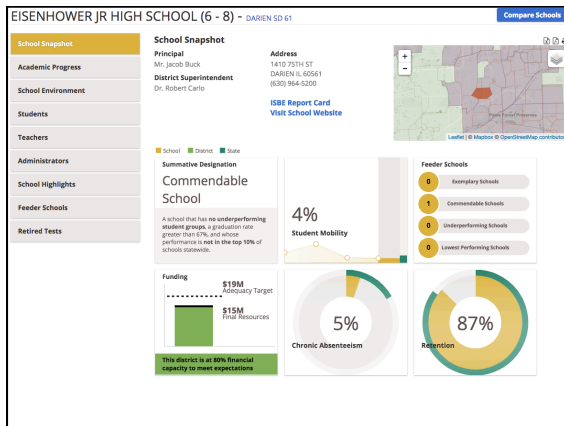 EISENHOWER JR HIGH SCHOOL (6 - 8) - DARIEN SD 61
Compare Schools
School Snapshot
Academic Progress
School Environment
Students
Teachers
Administrators
School Highlights
Feeder Schools
Retired Tests
School Snapshot
Principal
Mr. Jacob Buck
District Superintendent
Dr. Robert Carlo
Address
1410 75TH ST
DARIEN IL 60561
(630) 964-5200
ISBE Report Card
Visit School Website
+
−
Leaflet | © Mapbox © OpenStreetMap contributor
School District State
Summative Designation
Commendable
School
A school that has no underperforming
student groups, a graduation rate
greater than 67%, and whose
performance is not in the top 10% of
schools statewide.
4%
Student Mobility
Feeder Schools
0 Exemplary Schools
1 Commendable Schools
0 Underperforming Schools
0 Lowest Performing Schools
Funding
$19M
Adequacy Target
$15M
Final Resources
This district is at 80% financial
capacity to meet expectations
5%
Chronic Absenteeism
87%
Retention